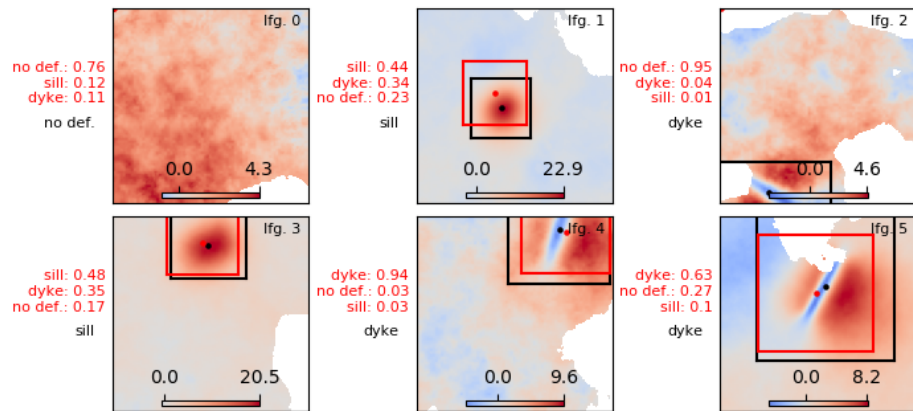 Ifg. 0
no def.: 0.76
sill: 0.12
dyke: 0.11
no def.
0.0 4.3
Ifg. 1
sill: 0.44
dyke: 0.34
no def.: 0.23
sill
0.0 22.9
Ifg. 2
no def.: 0.95
dyke: 0.04
sill: 0.01
dyke
0.0 4.6
Ifg. 3
sill: 0.48
dyke: 0.35
no def.: 0.17
sill
0.0 20.5
Ifg. 4
dyke: 0.94
no def.: 0.03
sill: 0.03
dyke
0.0 9.6
Ifg. 5
dyke: 0.63
no def.: 0.27
sill: 0.1
dyke
0.0 8.2